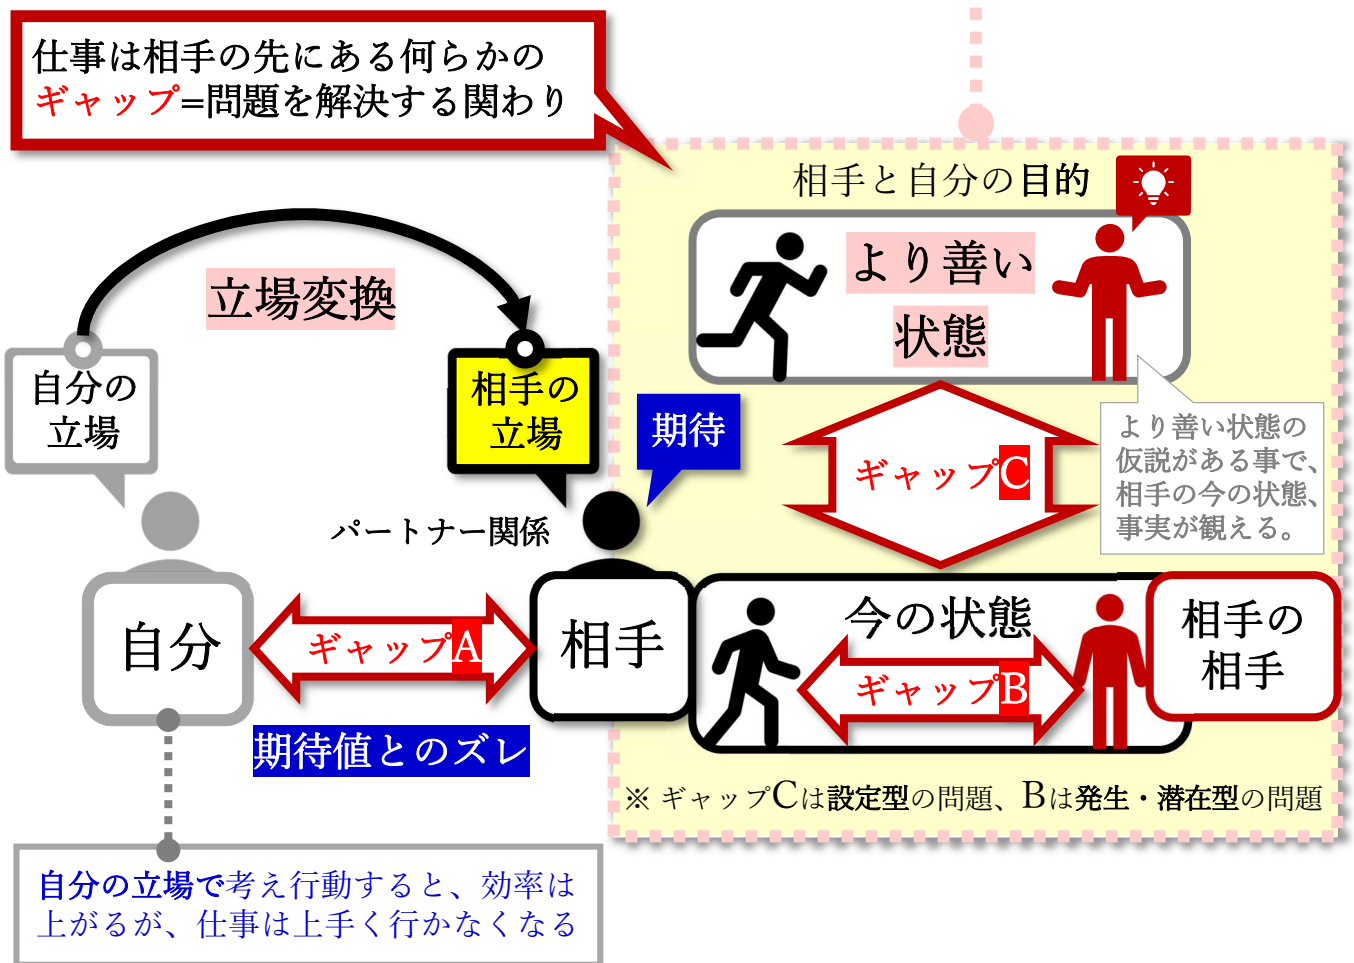 仕事は相手の先にある何らかの
ギャップ=問題を解決する関わり
相手と自分の目的
より善い
状態
立場変換
自分の
立場
相手の
立場
期待
ギャップC
より善い状態の
仮説がある事で、
相手の今の状態、
事実が観える。
パートナー関係
自分
ギャップA
相手
今の状態
ギャップB
相手の
相手
期待値とのズレ
※ ギャップCは設定型の問題、Bは発生・潜在型の問題
自分の立場で考え行動すると、効率は
上がるが、仕事は上手く行かなくなる